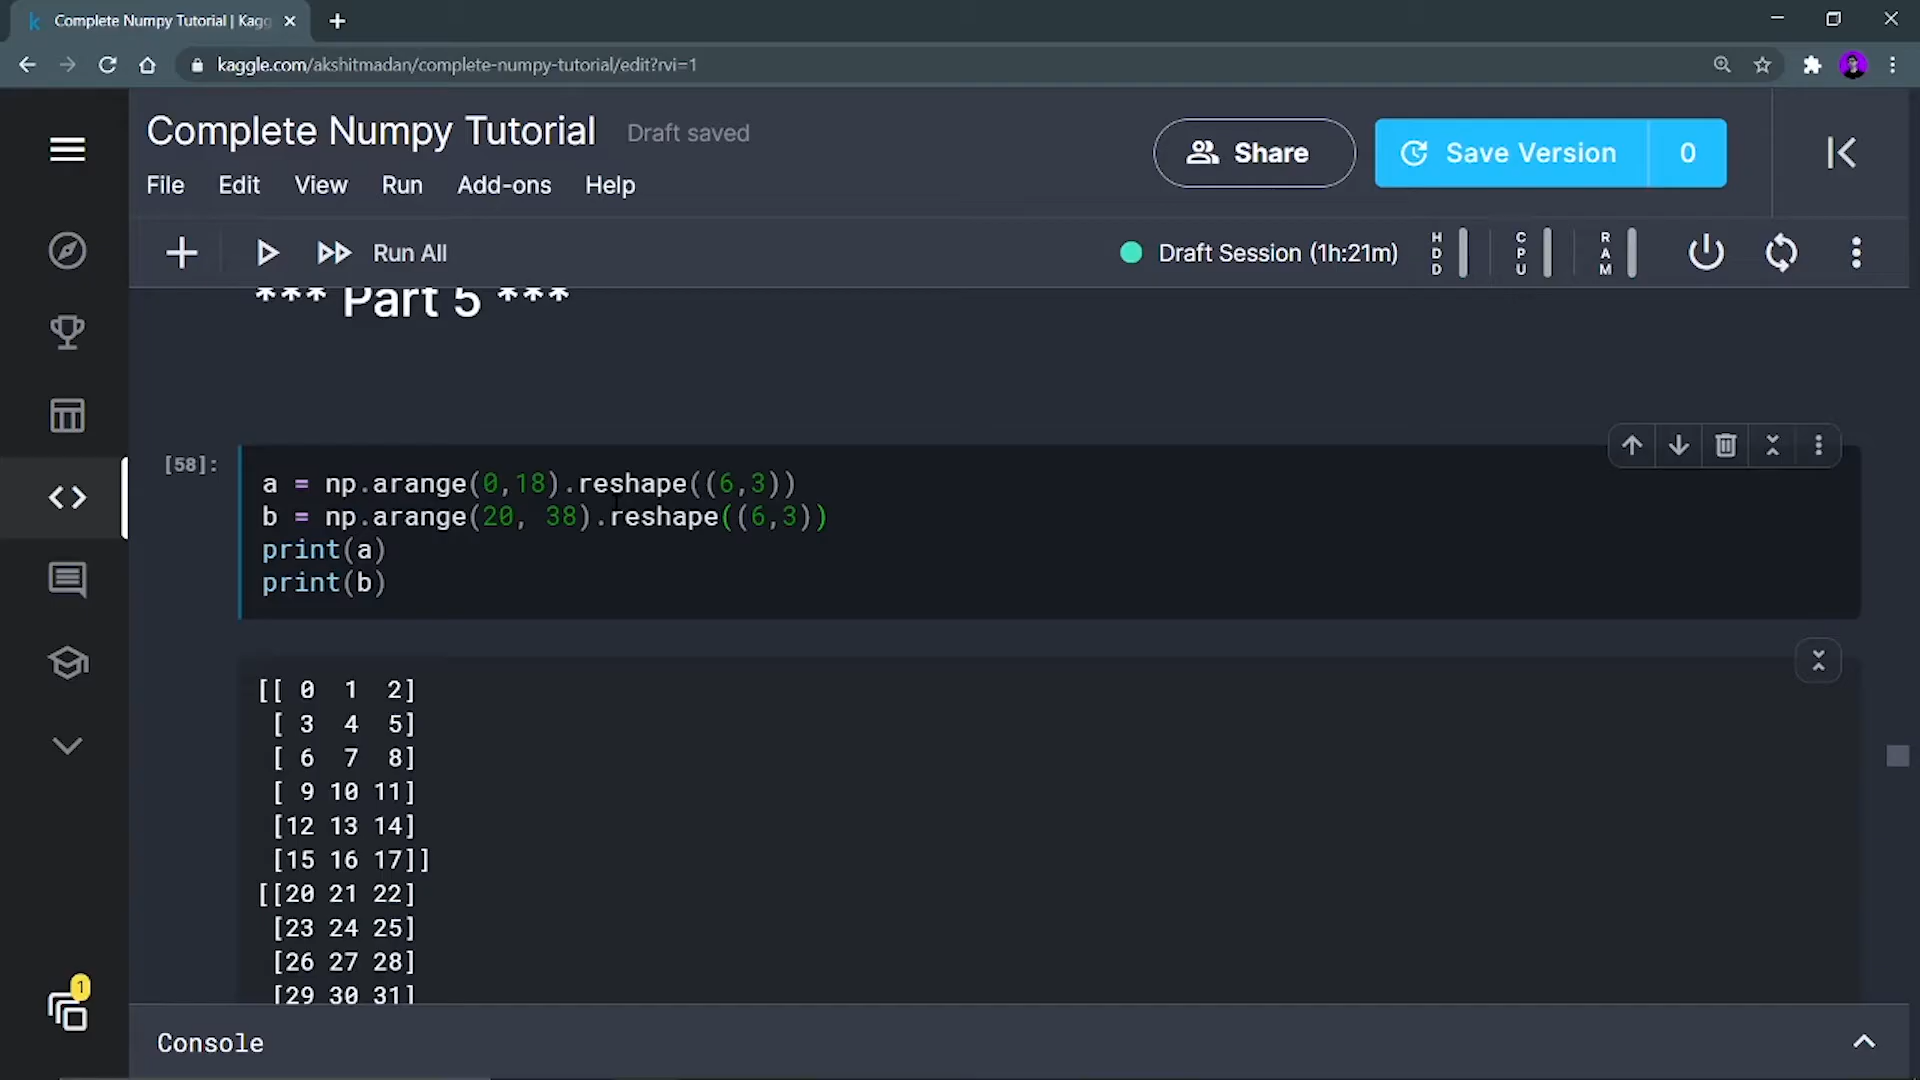 Complete Numpy Tutorial | Kagg
kaggle.com/akshitmadan/complete-numpy-tutorial/edit?rvi=1
Complete Numpy Tutorial Draft saved
Share
Save Version 0
File Edit View Run Add-ons Help
Run All
Draft Session (1h:21m)
HDD
CPU
RAM
*** Part 5 ***
[58]:
a = np.arange(0,18).reshape((6,3))
b = np.arange(20, 38).reshape((6,3))
print(a)
print(b)
[[ 0 1 2]
[ 3 4 5]
[ 6 7 8]
[ 9 10 11]
[12 13 14]
[15 16 17]]
[[20 21 22]
[23 24 25]
[26 27 28]
[29 30 31]
1
Console